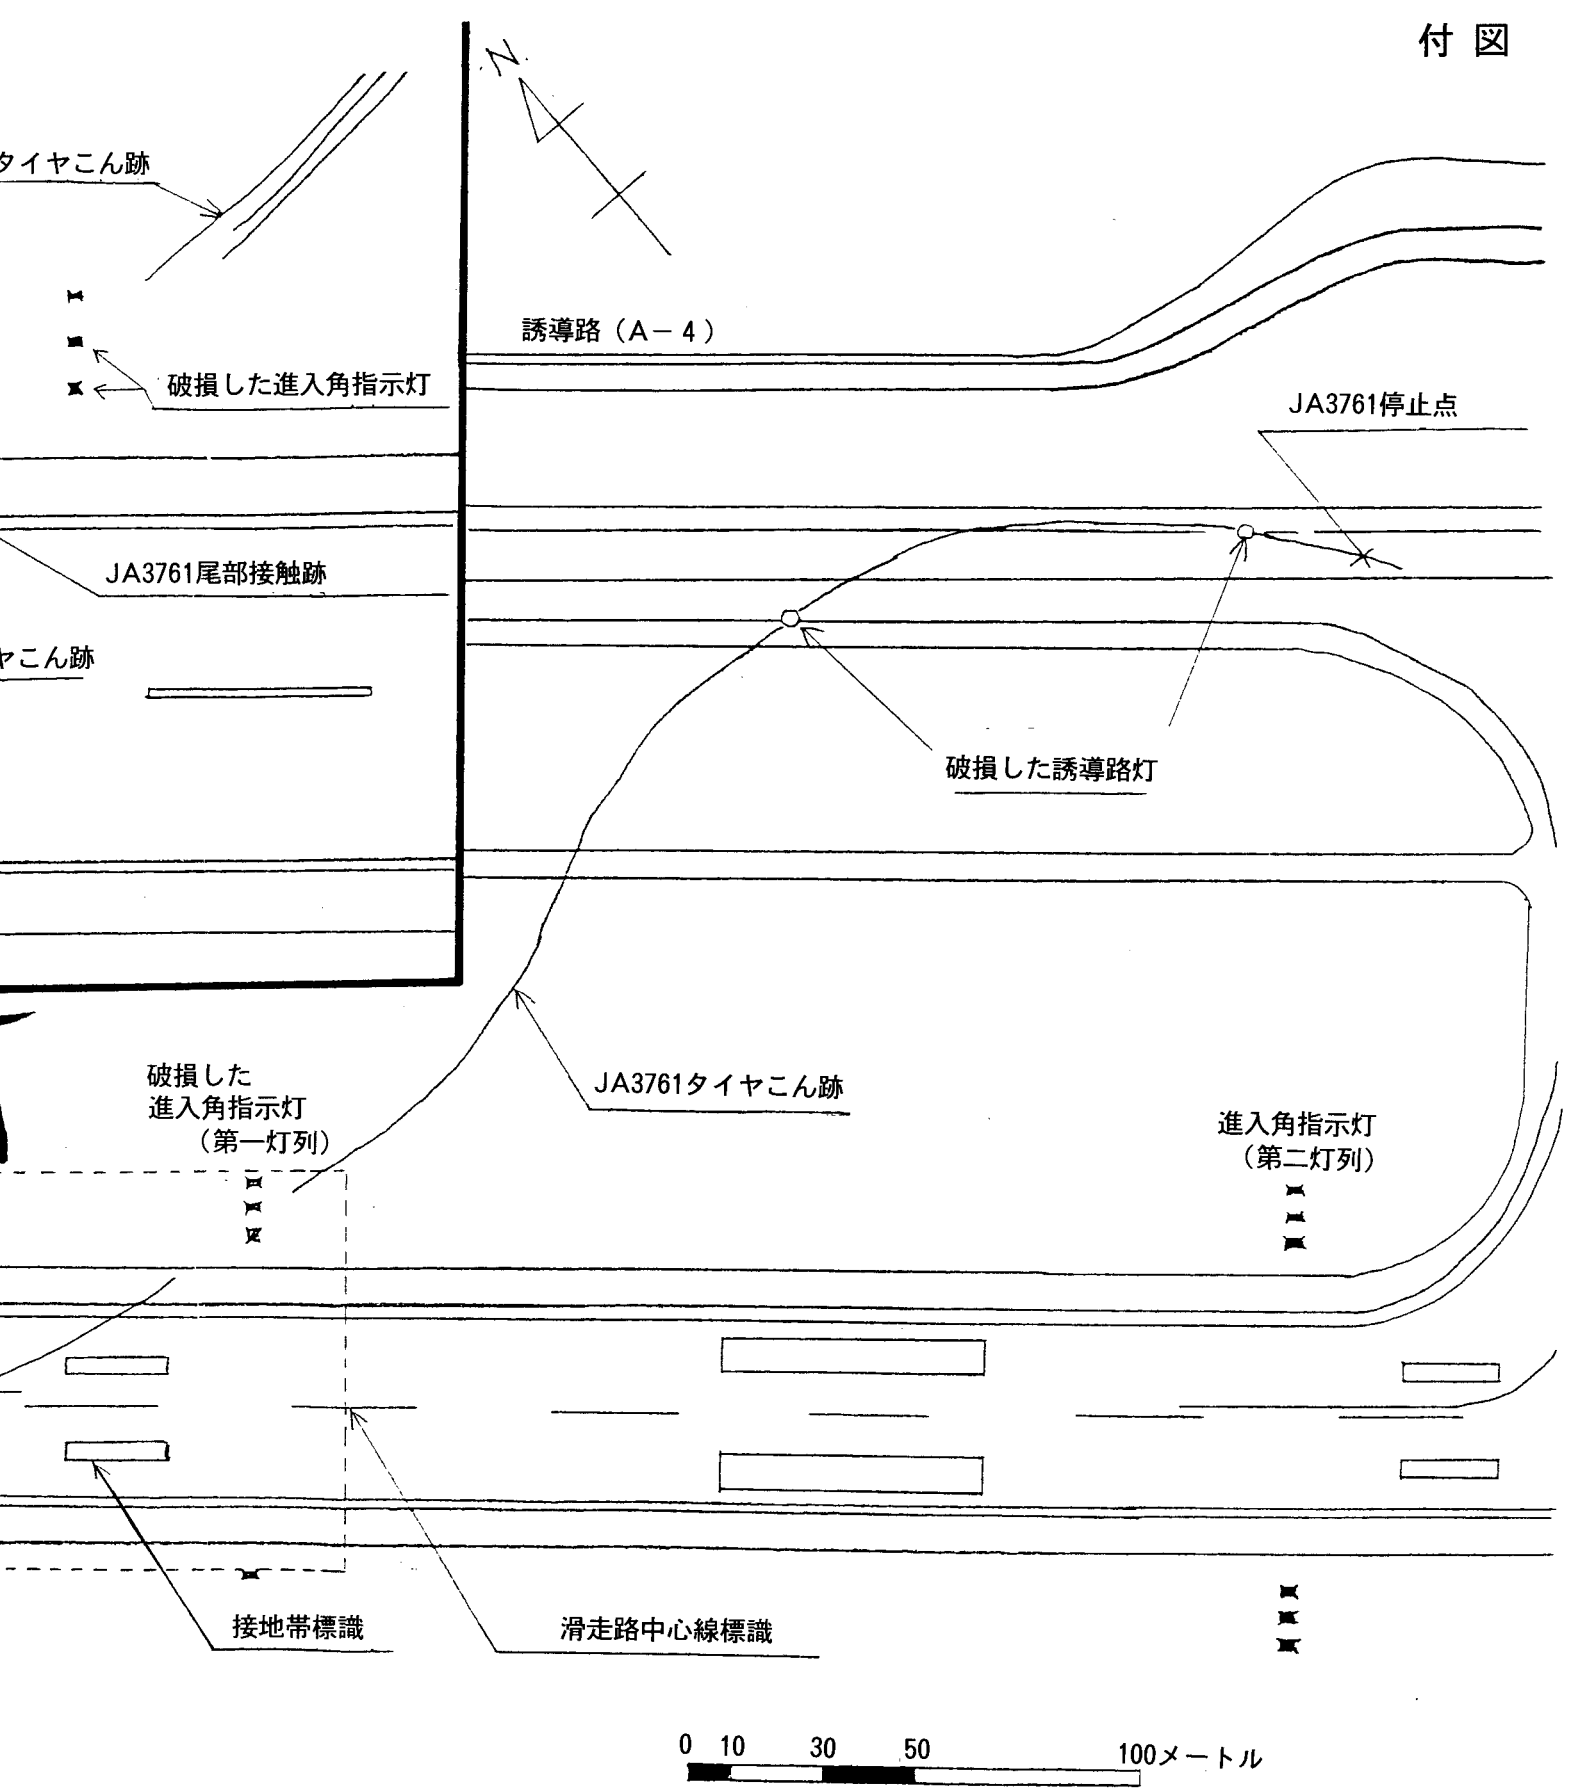 付図
N
タイヤこん跡
破損した進入角指示灯
誘導路（A－4）
JA3761停止点
JA3761尾部接触跡
ヤこん跡
破損した誘導路灯
JA3761タイヤこん跡
破損した
進入角指示灯
（第一灯列）
進入角指示灯
（第二灯列）
接地帯標識
滑走路中心線標識
0 10 30 50 100メートル